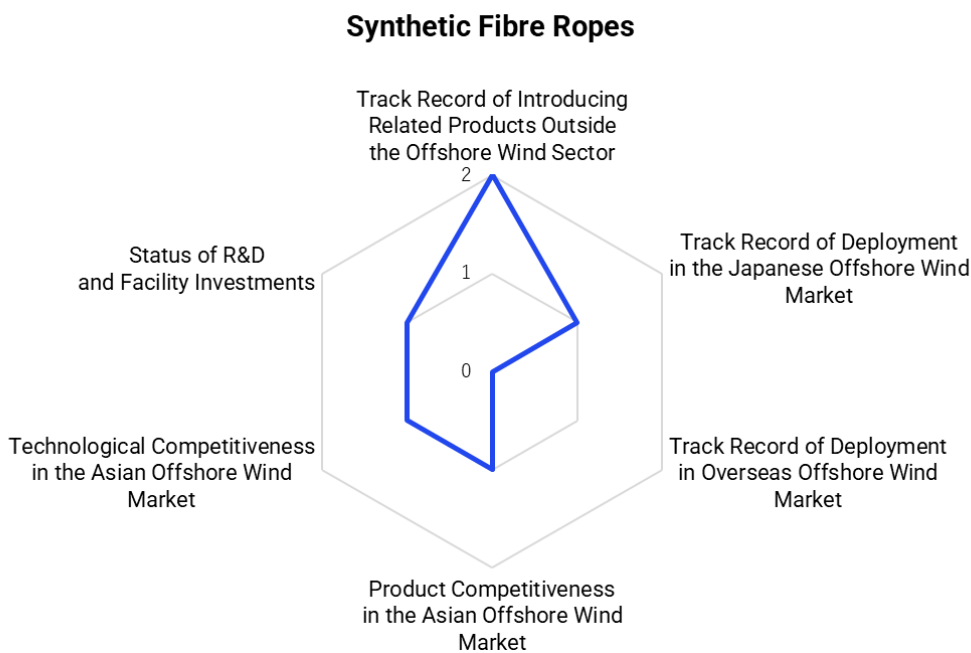 Synthetic Fibre Ropes
Track Record of Introducing
Related Products Outside
the Offshore Wind Sector
2
Status of R&D
and Facility Investments
1
Track Record of Deployment
in the Japanese Offshore Wind
Market
0
Technological Competitiveness
in the Asian Offshore Wind
Market
Track Record of Deployment
in Overseas Offshore Wind
Market
Product Competitiveness
in the Asian Offshore Wind
Market